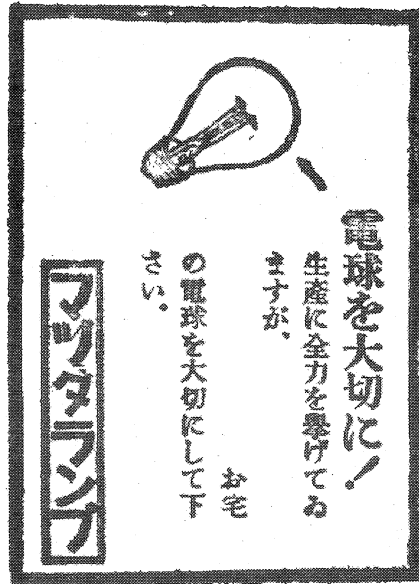 電球を大切に!
生產に全力を擧げてゐ
ますが、
お宅
の電球を大切にして下
さい。
マツダランプ